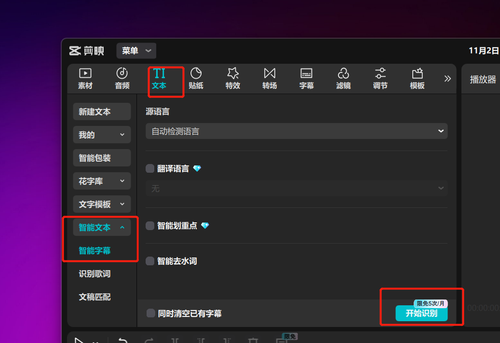 剪映 菜单 11月2日
素材 音频 TI 文本 贴纸 特效 转场 字幕 滤镜 调节 模板 播放器
新建文本
我的
智能包装
花字库
文字模板
智能文本
智能字幕
识别歌词
文稿匹配
源语言
自动检测语言
翻译语言
无
智能划重点
智能去水词
同时清空已有字幕
限免5次/月
开始识别